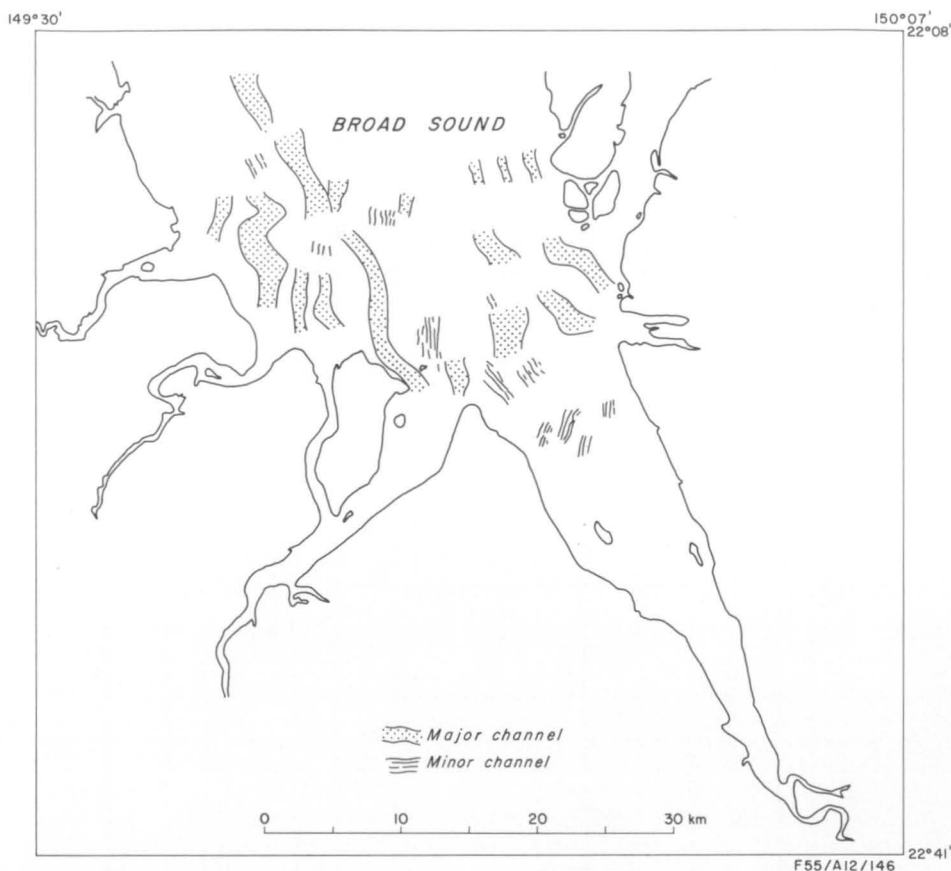 149°30'
150°07'
22°08'
BROAD SOUND
Major channel
Minor channel
0 10 20 30 km
22°41'
F55/A12/146